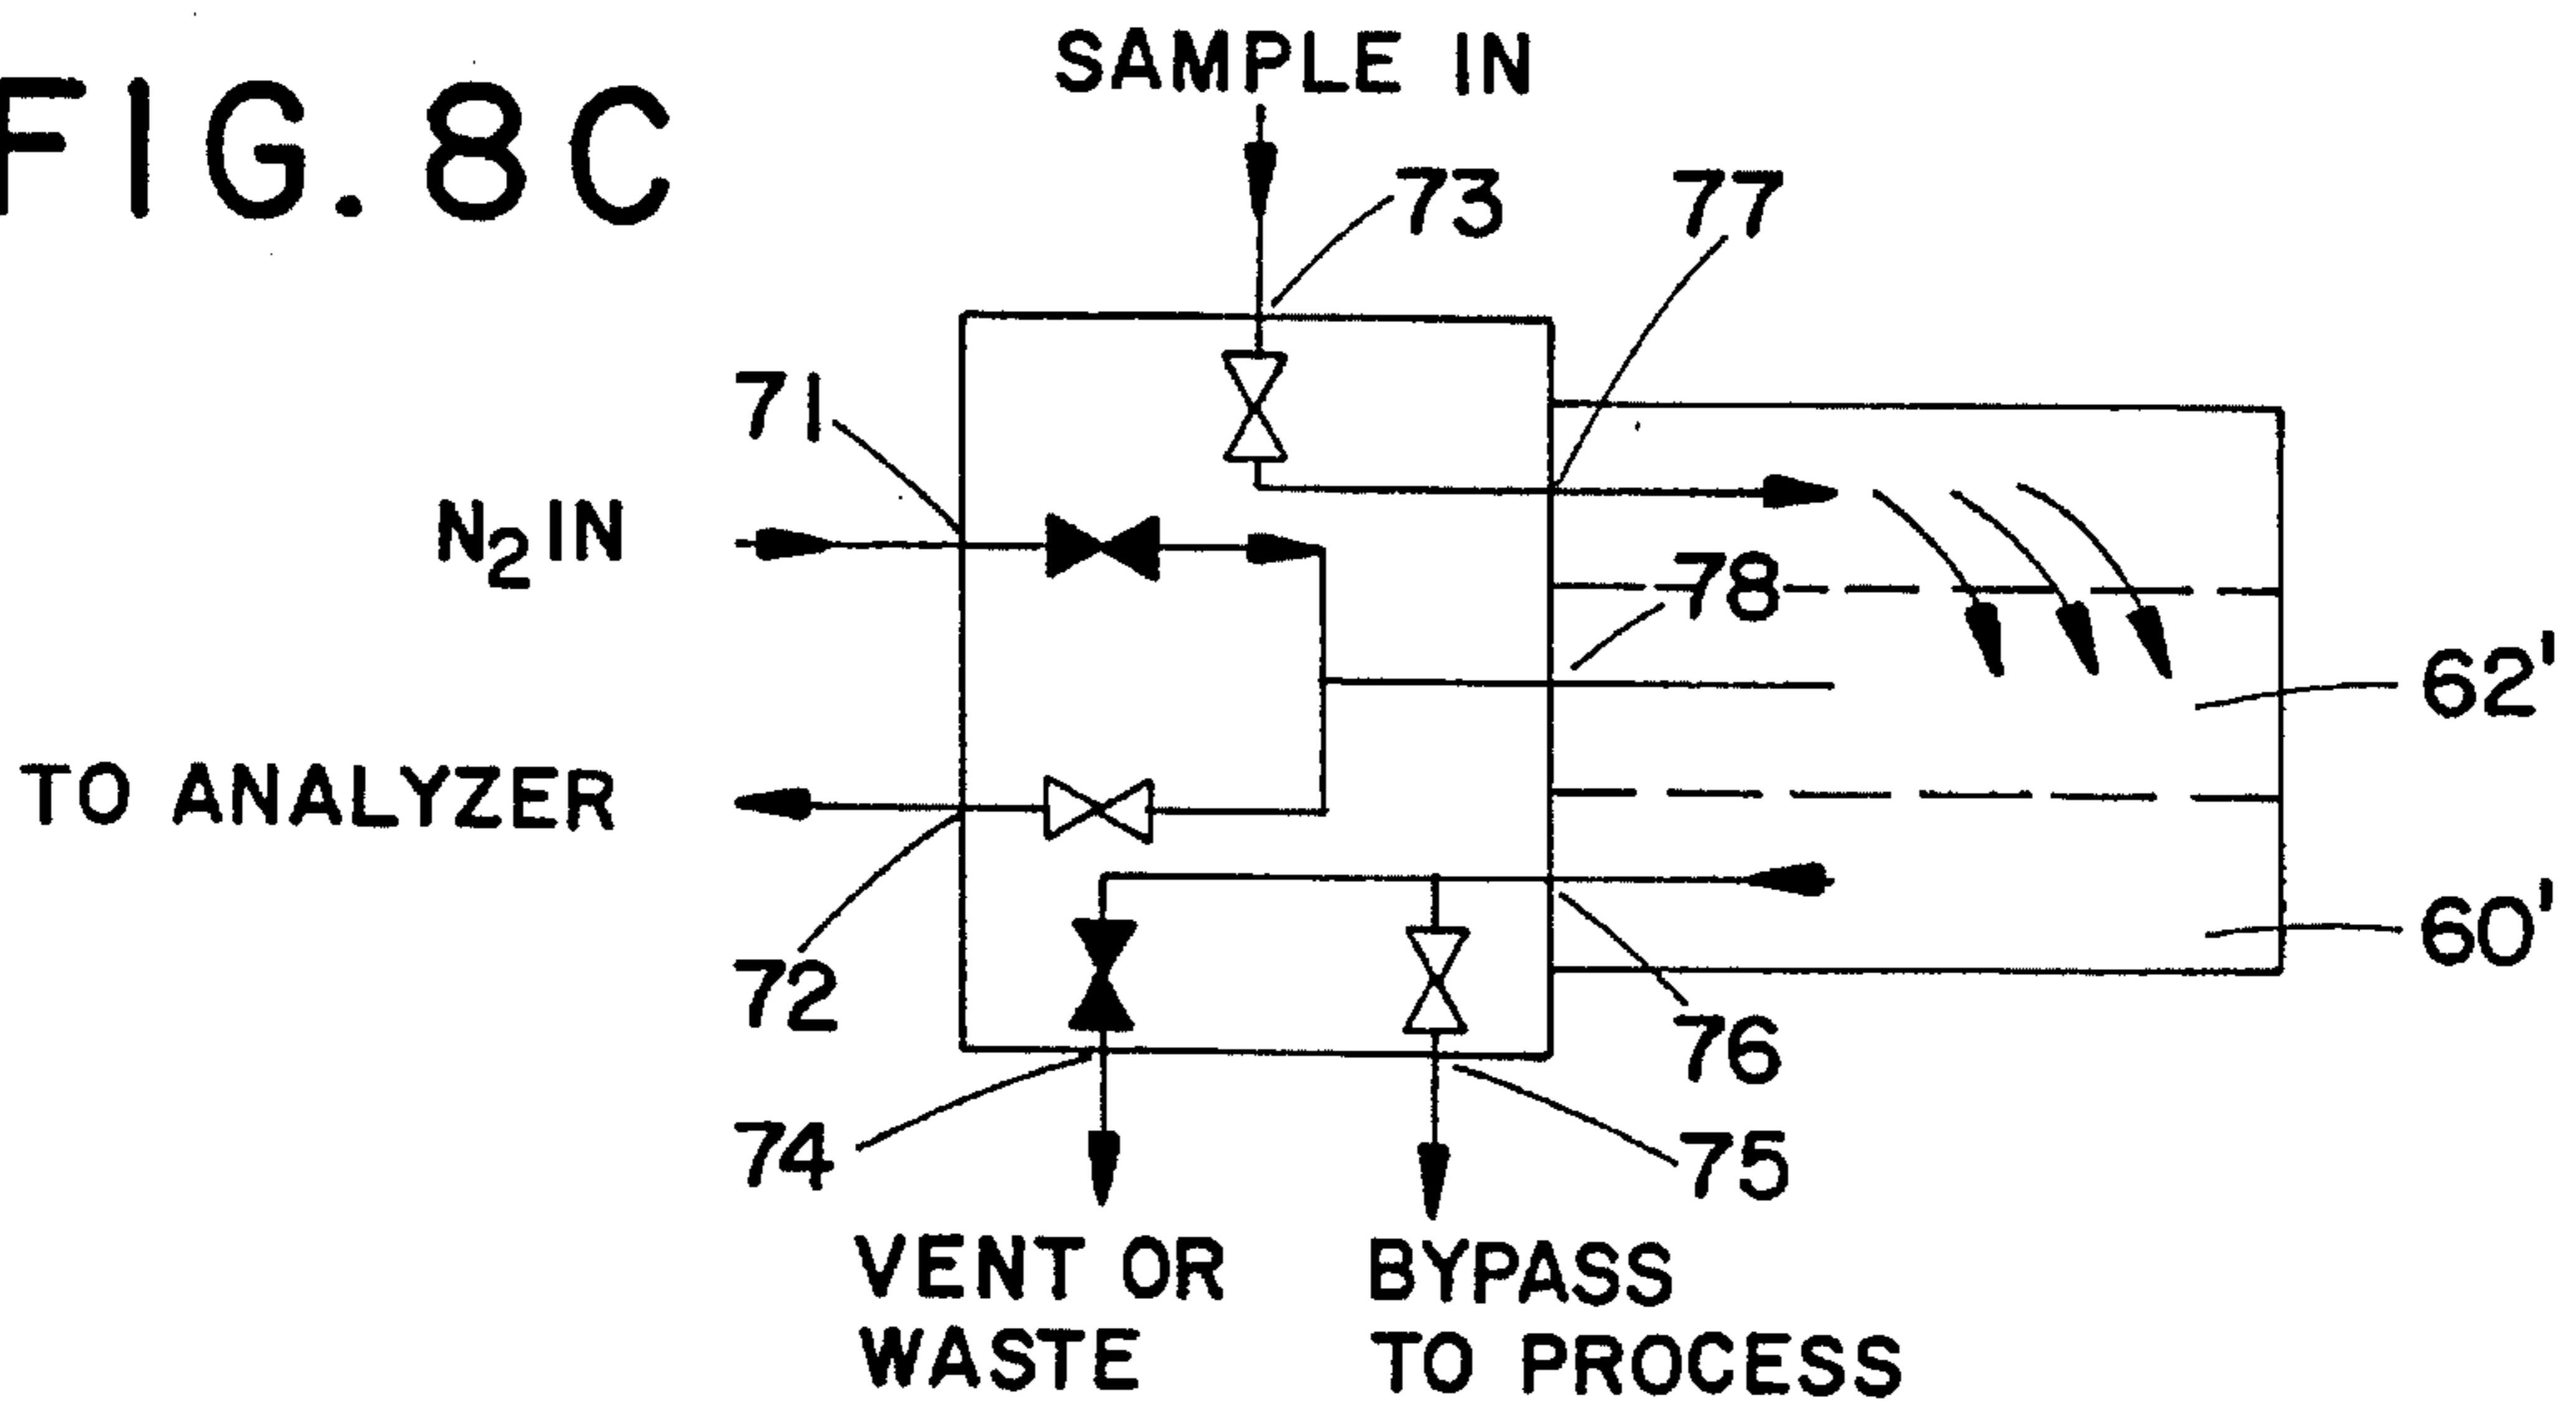 FIG. 8C
SAMPLE IN
73
77
71
N₂ IN
78
62'
TO ANALYZER
60'
72
76
74
75
VENT OR
WASTE
BYPASS
TO PROCESS